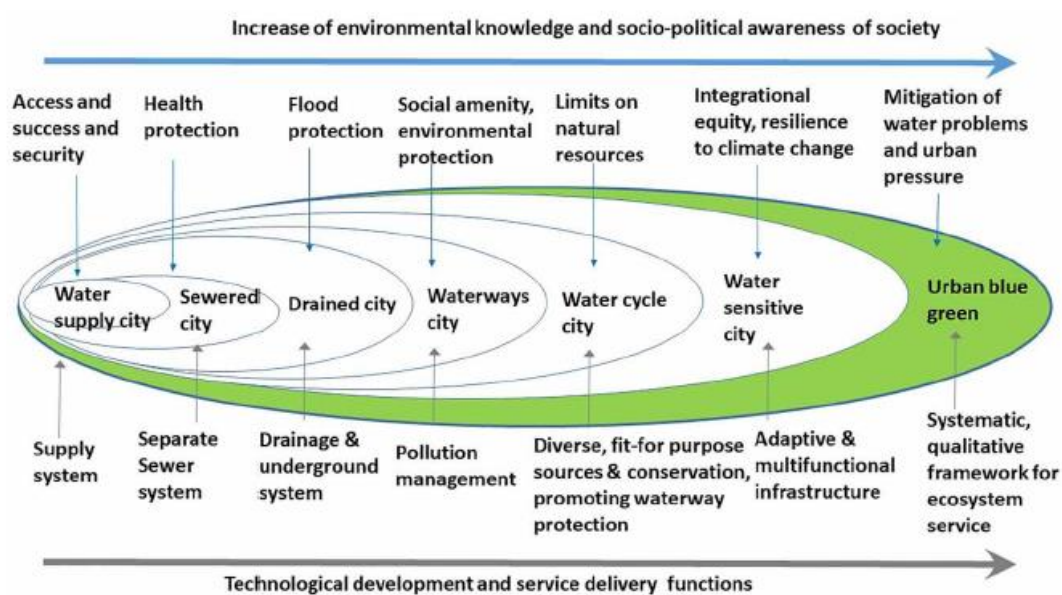 Increase of environmental knowledge and socio-political awareness of society
Access and
success and
security
Health
protection
Flood
protection
Social amenity,
environmental
protection
Limits on
natural
resources
Integrational
equity, resilience
to climate change
Mitigation of
water problems
and urban
pressure
Water
supply city
Sewered
city
Drained city
Waterways
city
Water cycle
city
Water
sensitive
city
Urban blue
green
Supply
system
Separate
Sewer
system
Drainage &
underground
system
Pollution
management
Diverse, fit-for purpose
sources & conservation,
promoting waterway
protection
Adaptive &
multifunctional
infrastructure
Systematic,
qualitative
framework for
ecosystem
service
Technological development and service delivery functions